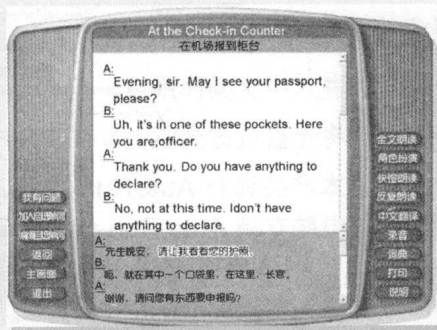 At the Check-in Counter
在机场报到柜台
A:
Evening, sir. May I see your passport,
please?
B:
Uh, it's in one of these pockets. Here
you are,officer.
A:
Thank you. Do you have anything to
declare?
B:
No, not at this time. Idon't have
anything to declare.
A:
先生晚安，请让我看看您的护照。
B:
呃，就在其中一个口袋里，在这里，长官。
A:
谢谢，请问您有东西要申报吗？
我有问题
返回
主画面
退出
全文朗读
角色扮演
快慢朗读
反复朗读
中文翻译
录音
词典
打印
说明